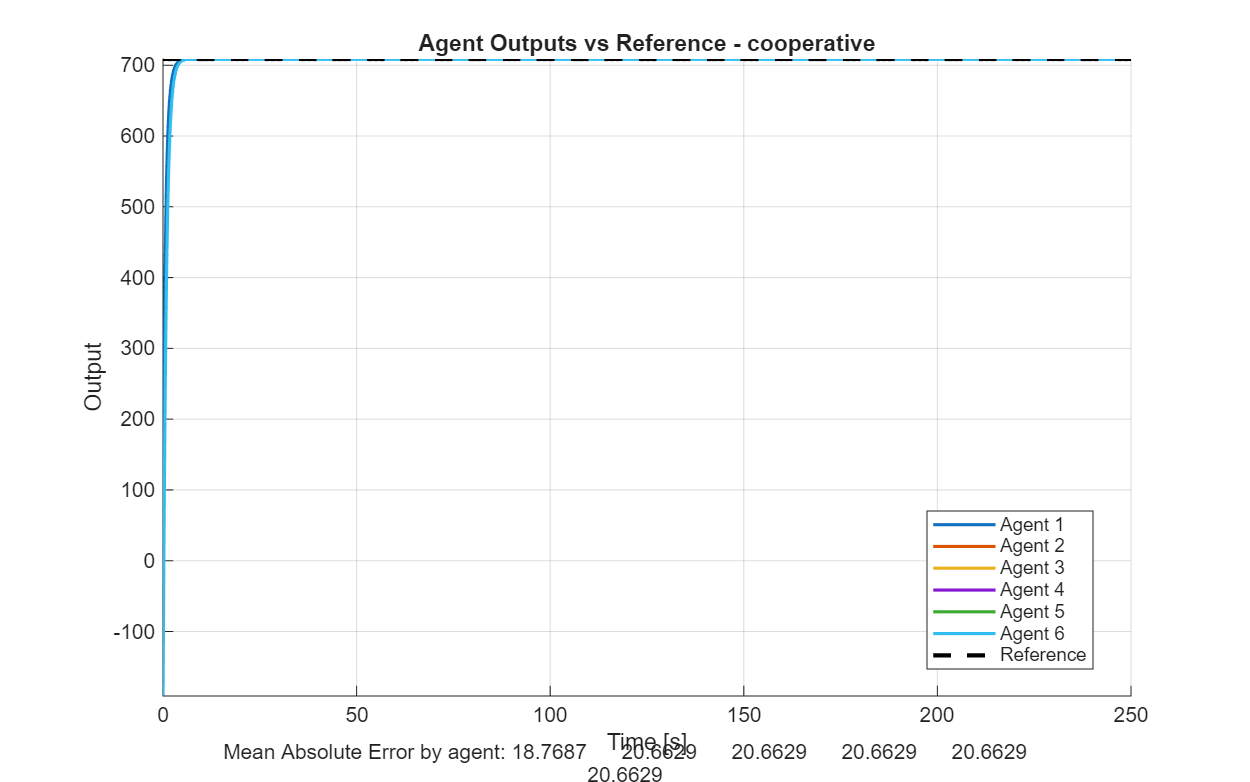 Agent Outputs vs Reference - cooperative
700
600
500
400
300
200
100
0
-100
Output
Agent 1
Agent 2
Agent 3
Agent 4
Agent 5
Agent 6
Reference
0 50 100 150 200 250
Time [s]
Mean Absolute Error by agent: 18.7687 20.6629 20.6629 20.6629 20.6629
20.6629